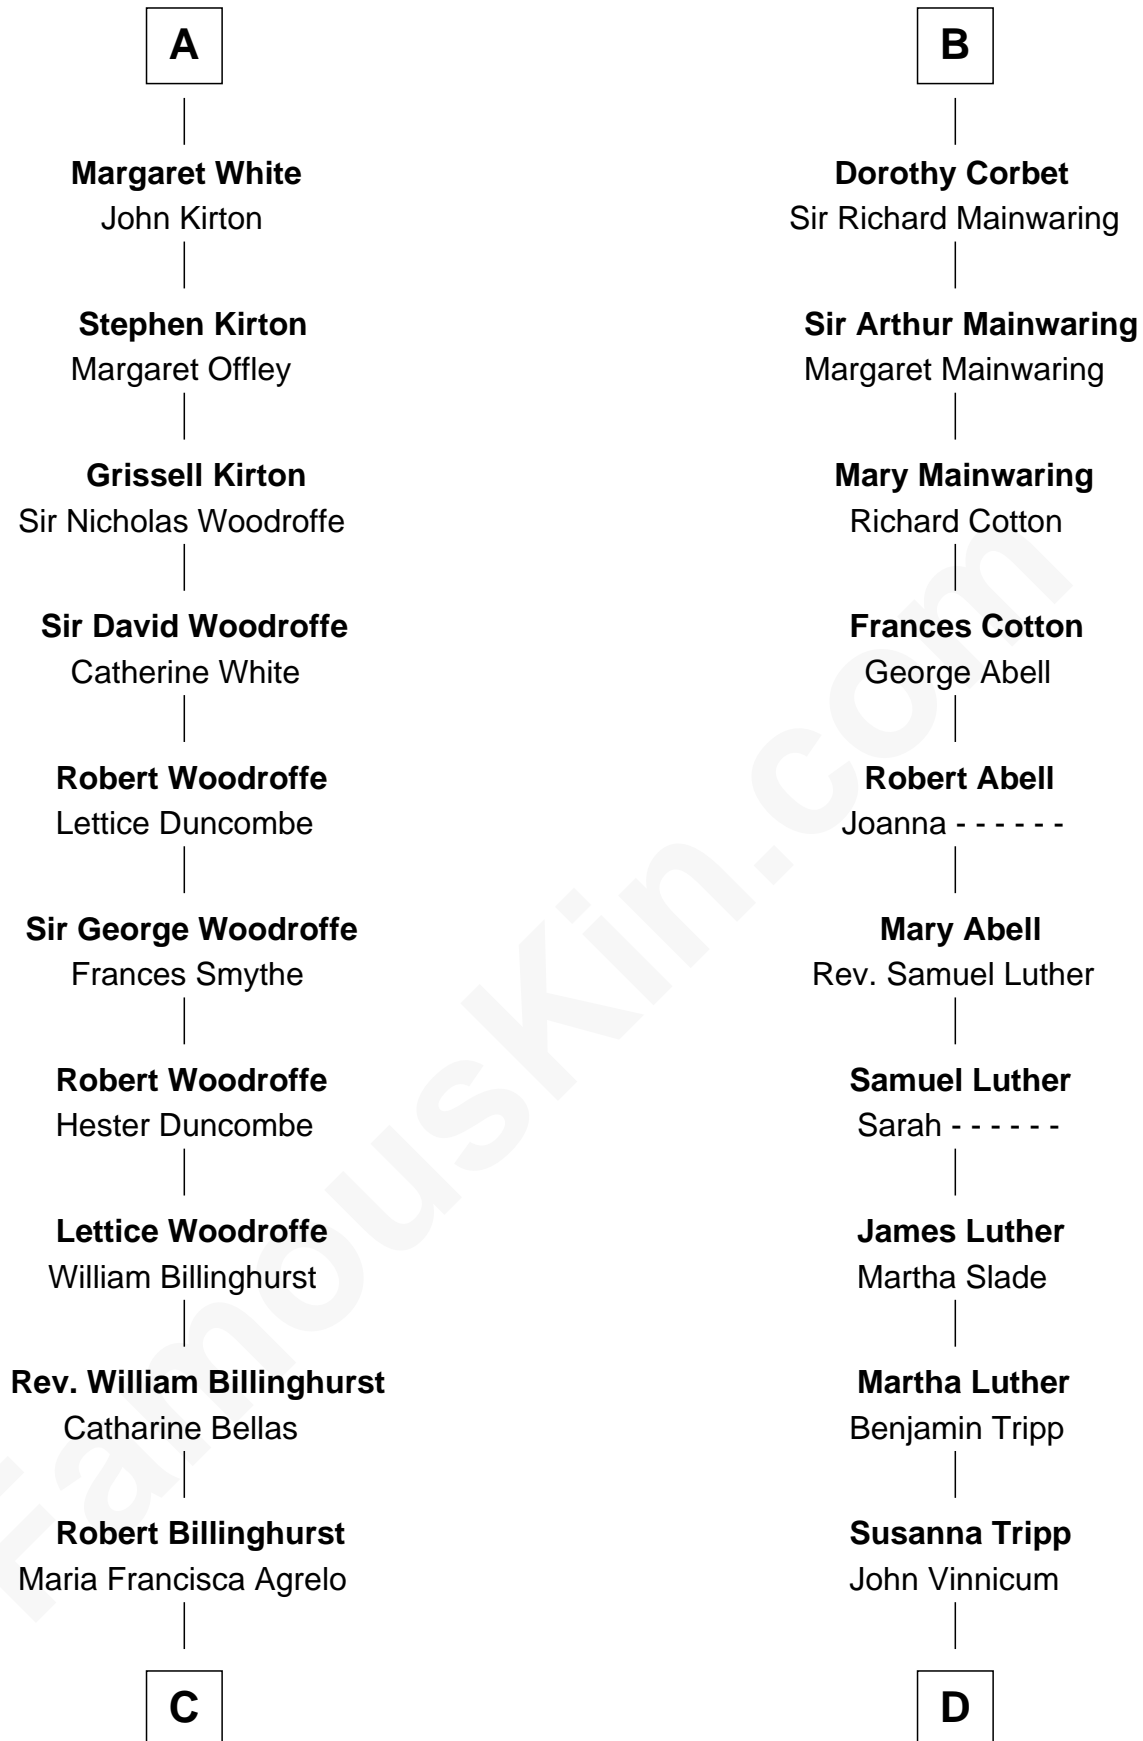 A
Margaret White
John Kirton
Stephen Kirton
Margaret Offley
Grissell Kirton
Sir Nicholas Woodroffe
Sir David Woodroffe
Catherine White
Robert Woodroffe
Lettice Duncombe
Sir George Woodroffe
Frances Smythe
Robert Woodroffe
Hester Duncombe
Lettice Woodroffe
William Billinghurst
Rev. William Billinghurst
Catharine Bellas
Robert Billinghurst
Maria Francisca Agrelo
C
B
Dorothy Corbet
Sir Richard Mainwaring
Sir Arthur Mainwaring
Margaret Mainwaring
Mary Mainwaring
Richard Cotton
Frances Cotton
George Abell
Robert Abell
Joanna - - - - - -
Mary Abell
Rev. Samuel Luther
Samuel Luther
Sarah - - - - - -
James Luther
Martha Slade
Martha Luther
Benjamin Tripp
Susanna Tripp
John Vinnicum
D
FamousKin.com